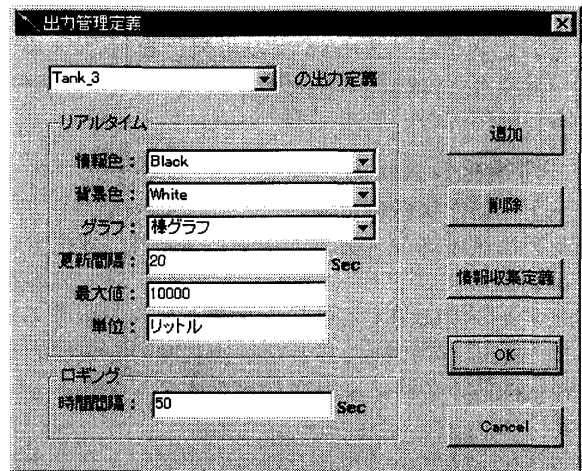 出力管理定義
Tank_3 の出力定義
リアルタイム
情報色： Black
背景色： White
グラフ： 棒グラフ
更新間隔： 20 Sec
最大値： 10000
単位： リットル
ロギング
時間間隔： 50 Sec
追加
削除
情報収集定義
OK
Cancel